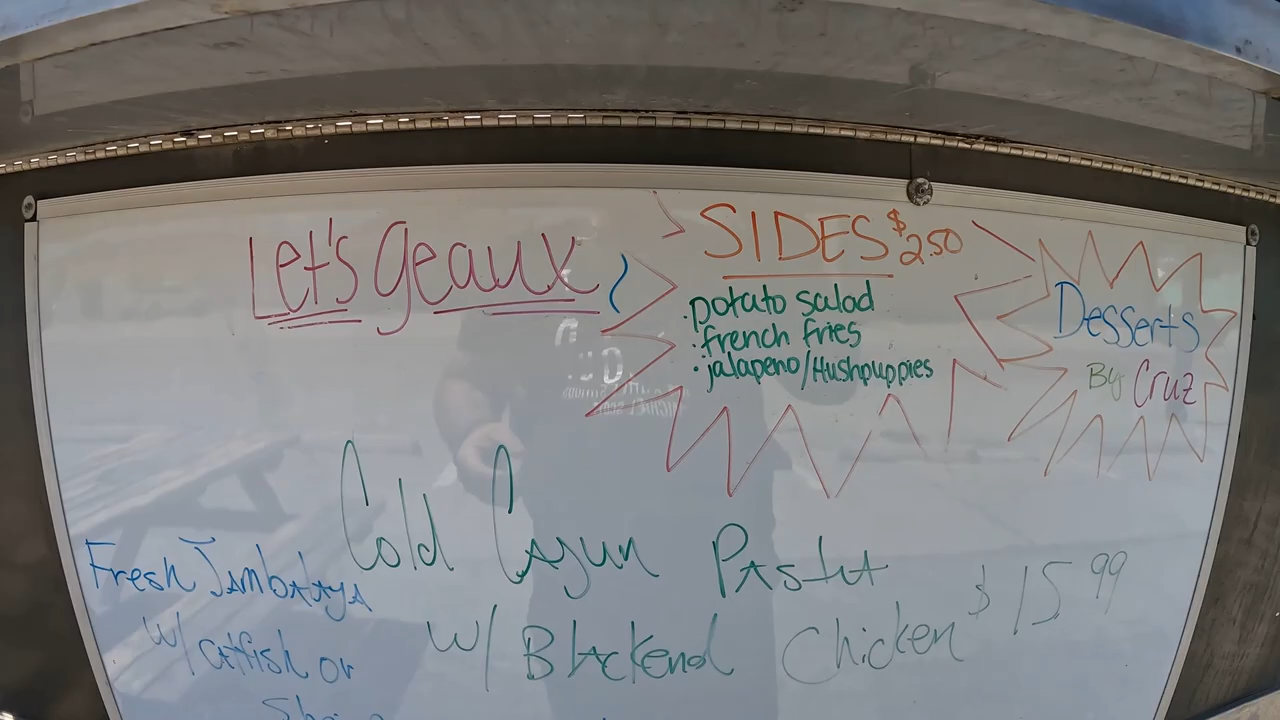 Let's geaux
SIDES $2.50
• potato salad
• french fries
• jalapeno/Hushpuppies
Desserts
By Cruz
Cold Cajun Pasta
w/ Blackend Chicken $15.99
Fresh Jambalaya
w/ catfish or